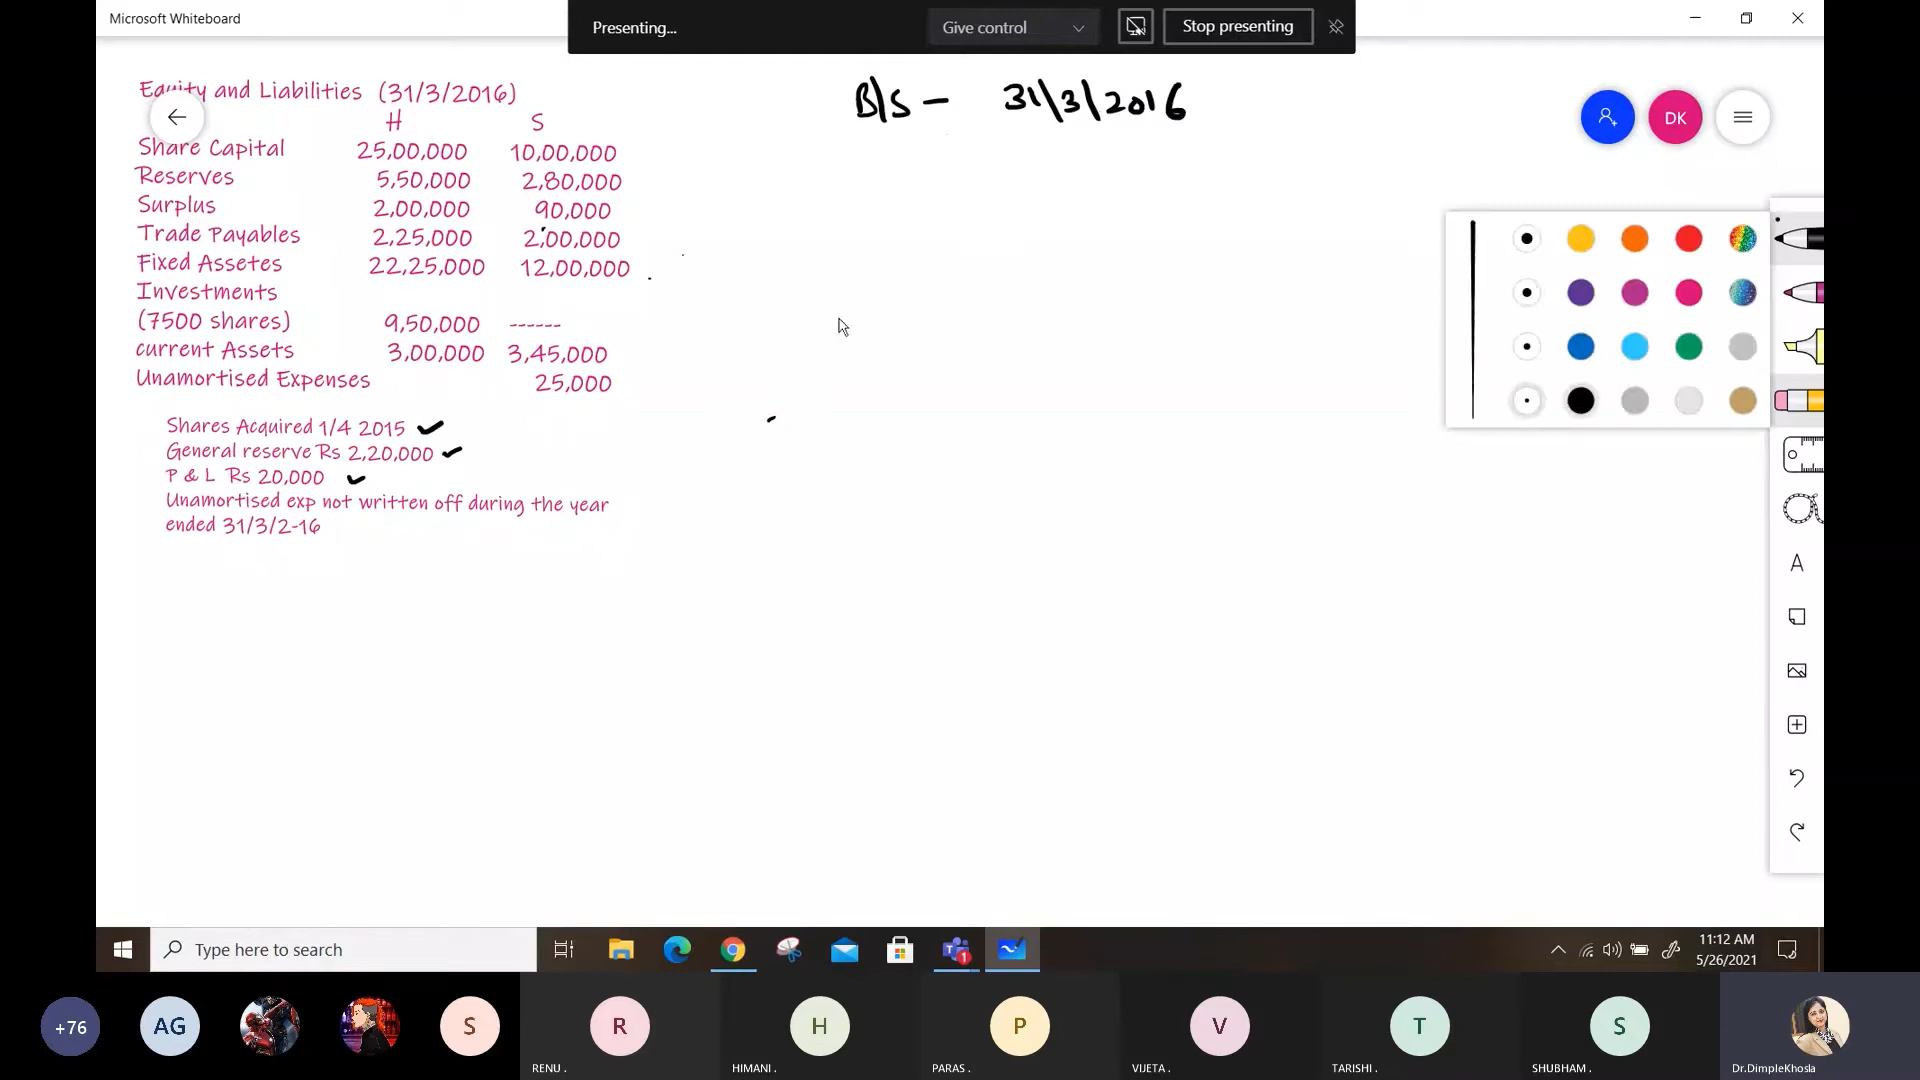 Microsoft Whiteboard
Presenting...
Give control
Stop presenting
Equity and Liabilities (31/3/2016)
H S
Share Capital 25,00,000 10,00,000
Reserves 5,50,000 2,80,000
Surplus 2,00,000 90,000
Trade Payables 2,25,000 2,00,000
Fixed Assetes 22,25,000 12,00,000
Investments
(7500 shares) 9,50,000 ------
current Assets 3,00,000 3,45,000
Unamortised Expenses 25,000
Shares Acquired 1/4 2015
General reserve Rs 2,20,000
P & L Rs 20,000
Unamortised exp not written off during the year
ended 31/3/2-16
B/S - 31/3/2016
DK
A
Type here to search
1
11:12 AM
5/26/2021
+76
AG
S
R
H
P
V
T
S
RENU .
HIMANI .
PARAS .
VIJETA .
TARISHI .
SHUBHAM .
Dr.DimpleKhosla